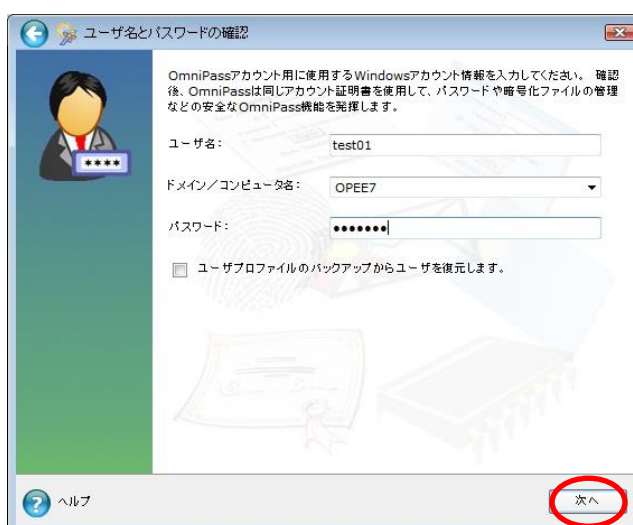 ユーザ名とパスワードの確認
OmniPassアカウント用に使用するWindowsアカウント情報を入力してください。 確認
後、OmniPassは同じアカウント証明書を使用して、パスワードや暗号化ファイルの管理
などの安全なOmniPass機能を発揮します。
ユーザ名: test01
ドメイン／コンピュータ名: OPEE7
パスワード: ●●●●●●●
****
ユーザプロファイルのバックアップからユーザを復元します。
ヘルプ
次へ